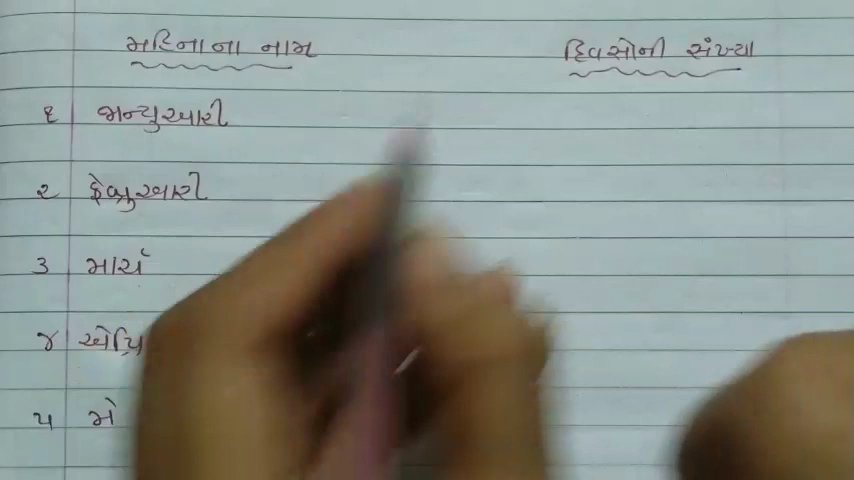 મહિનાના નામ દિવસોની સંખ્યા
૧ જાન્યુઆરી
૨ ફેબ્રુઆરી
૩ માર્ચ
૪ એપ્રિ
૫ મે